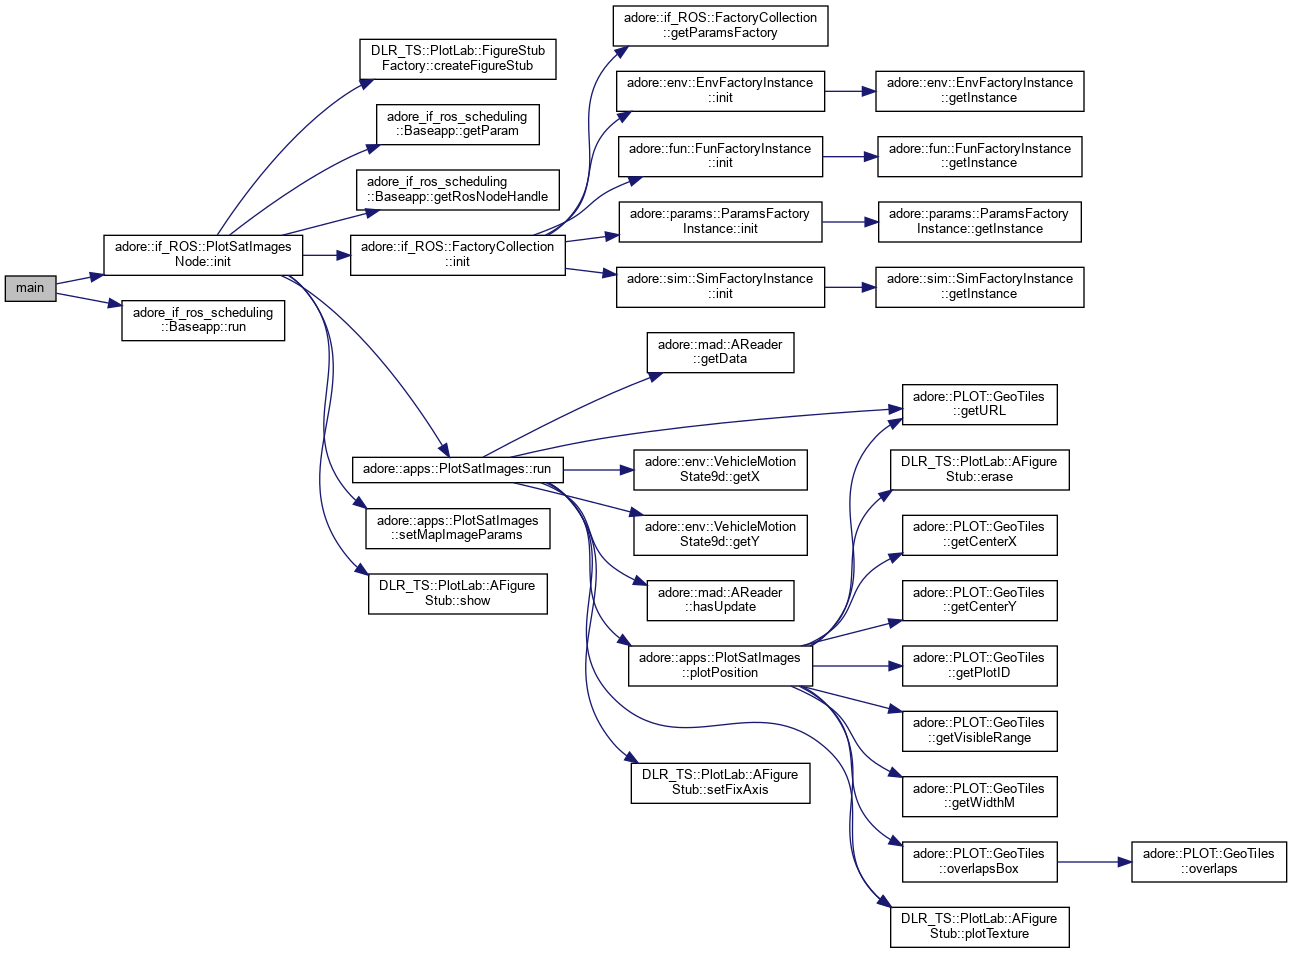 main
adore::if_ROS::PlotSatImages
Node::init
adore_if_ros_scheduling
::Baseapp::run
DLR_TS::PlotLab::FigureStub
Factory::createFigureStub
adore_if_ros_scheduling
::Baseapp::getParam
adore_if_ros_scheduling
::Baseapp::getRosNodeHandle
adore::if_ROS::FactoryCollection
::init
adore::apps::PlotSatImages::run
adore::apps::PlotSatImages
::setMapImageParams
DLR_TS::PlotLab::AFigure
Stub::show
adore::if_ROS::FactoryCollection
::getParamsFactory
adore::env::EnvFactoryInstance
::init
adore::fun::FunFactoryInstance
::init
adore::params::ParamsFactory
Instance::init
adore::sim::SimFactoryInstance
::init
adore::mad::AReader
::getData
adore::env::VehicleMotion
State9d::getX
adore::env::VehicleMotion
State9d::getY
adore::mad::AReader
::hasUpdate
adore::apps::PlotSatImages
::plotPosition
DLR_TS::PlotLab::AFigure
Stub::setFixAxis
adore::env::EnvFactoryInstance
::getInstance
adore::fun::FunFactoryInstance
::getInstance
adore::params::ParamsFactory
Instance::getInstance
adore::sim::SimFactoryInstance
::getInstance
adore::PLOT::GeoTiles
::getURL
DLR_TS::PlotLab::AFigure
Stub::erase
adore::PLOT::GeoTiles
::getCenterX
adore::PLOT::GeoTiles
::getCenterY
adore::PLOT::GeoTiles
::getPlotID
adore::PLOT::GeoTiles
::getVisibleRange
adore::PLOT::GeoTiles
::getWidthM
adore::PLOT::GeoTiles
::overlapsBox
DLR_TS::PlotLab::AFigure
Stub::plotTexture
adore::PLOT::GeoTiles
::overlaps